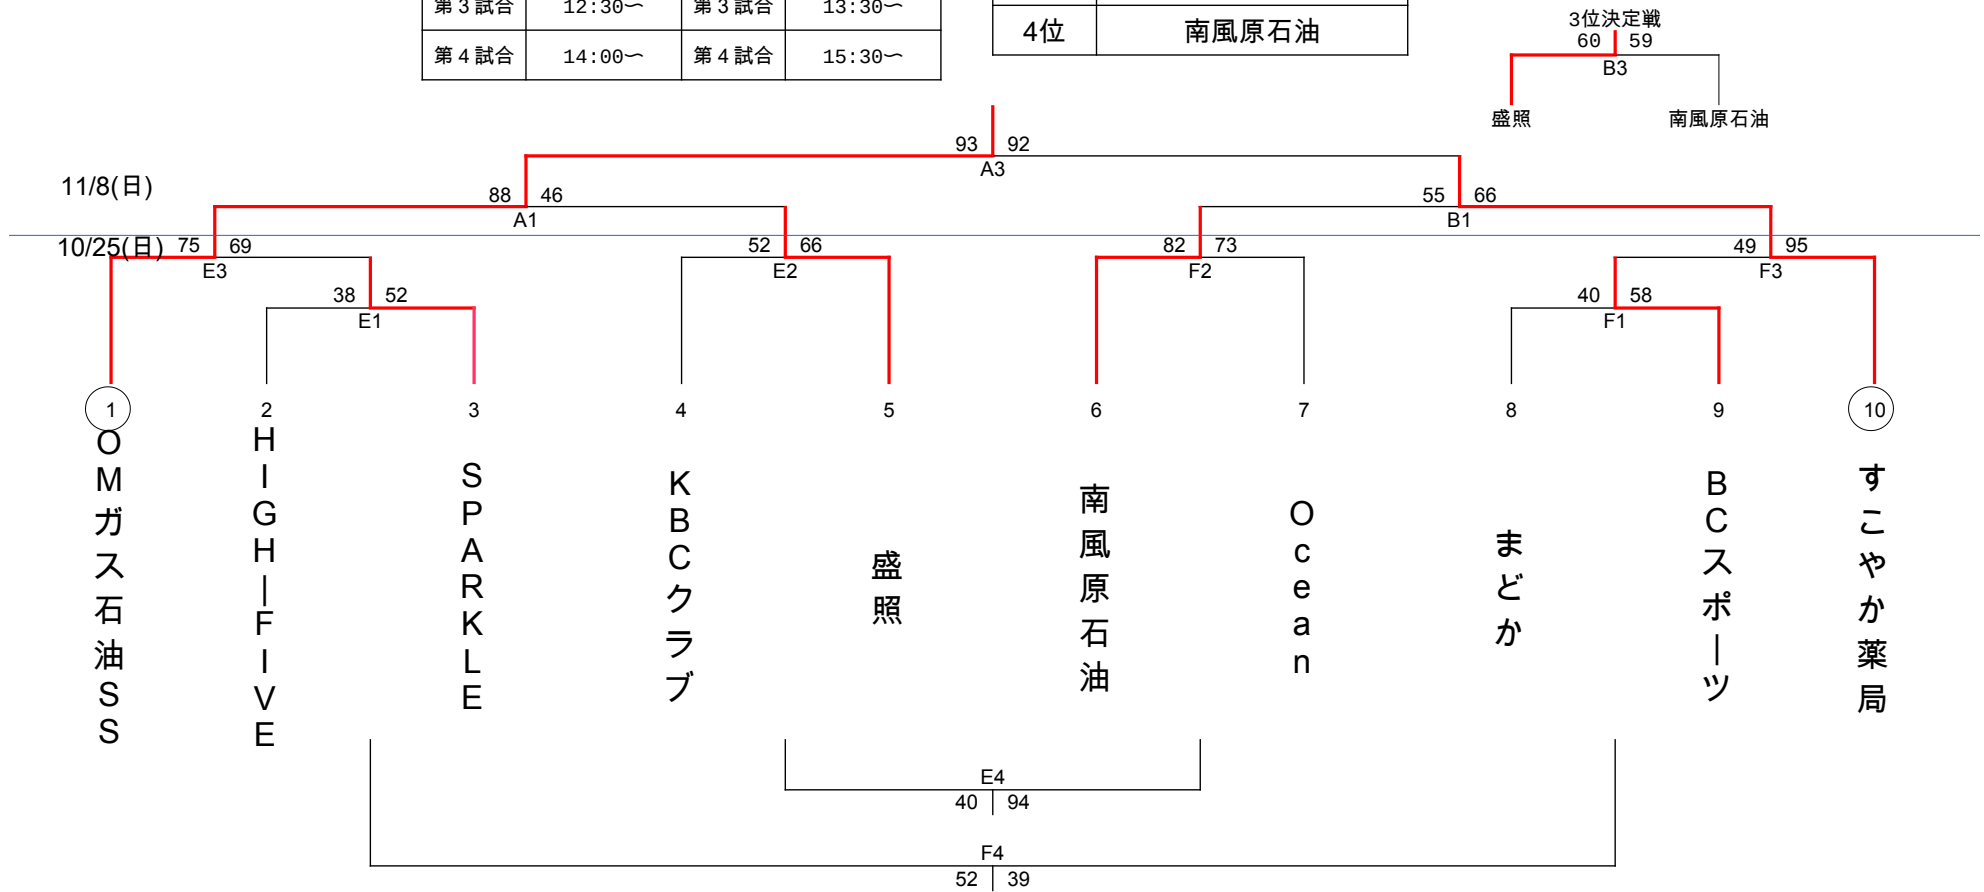 第３試合 12:30～ 第３試合 13:30～
第４試合 14:00～ 第４試合 15:30～
4位 南風原石油
3位決定戦
60 59
B3
盛照 南風原石油
93 92
A3
11/8(日)
88 46
A1
55 66
B1
10/25(日)
75 69
E3
52 66
E2
82 73
F2
49 95
F3
38 52
E1
40 58
F1
1 2 3 4 5 6 7 8 9 10
OMガス石油SS
HIGH―FIVE
SPARKLE
KBCクラブ
盛照
南風原石油
Ocean
まどか
BCスポーツ
すこやか薬局
E4
40 94
F4
52 39